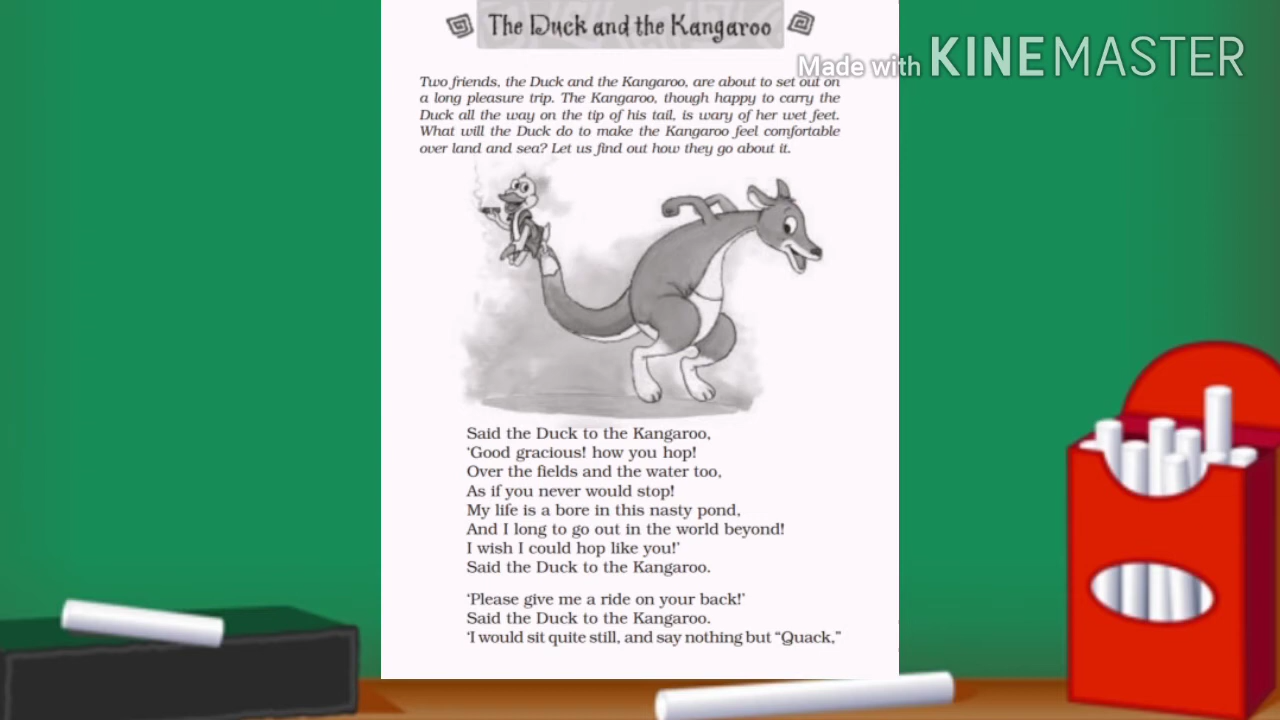 The Duck and the Kangaroo
Made with KINEMASTER
Two friends, the Duck and the Kangaroo, are about to set out on
a long pleasure trip. The Kangaroo, though happy to carry the
Duck all the way on the tip of his tail, is wary of her wet feet.
What will the Duck do to make the Kangaroo feel comfortable
over land and sea? Let us find out how they go about it.
Said the Duck to the Kangaroo,
‘Good gracious! how you hop!
Over the fields and the water too,
As if you never would stop!
My life is a bore in this nasty pond,
And I long to go out in the world beyond!
I wish I could hop like you!’
Said the Duck to the Kangaroo.
‘Please give me a ride on your back!’
Said the Duck to the Kangaroo.
‘I would sit quite still, and say nothing but “Quack,”